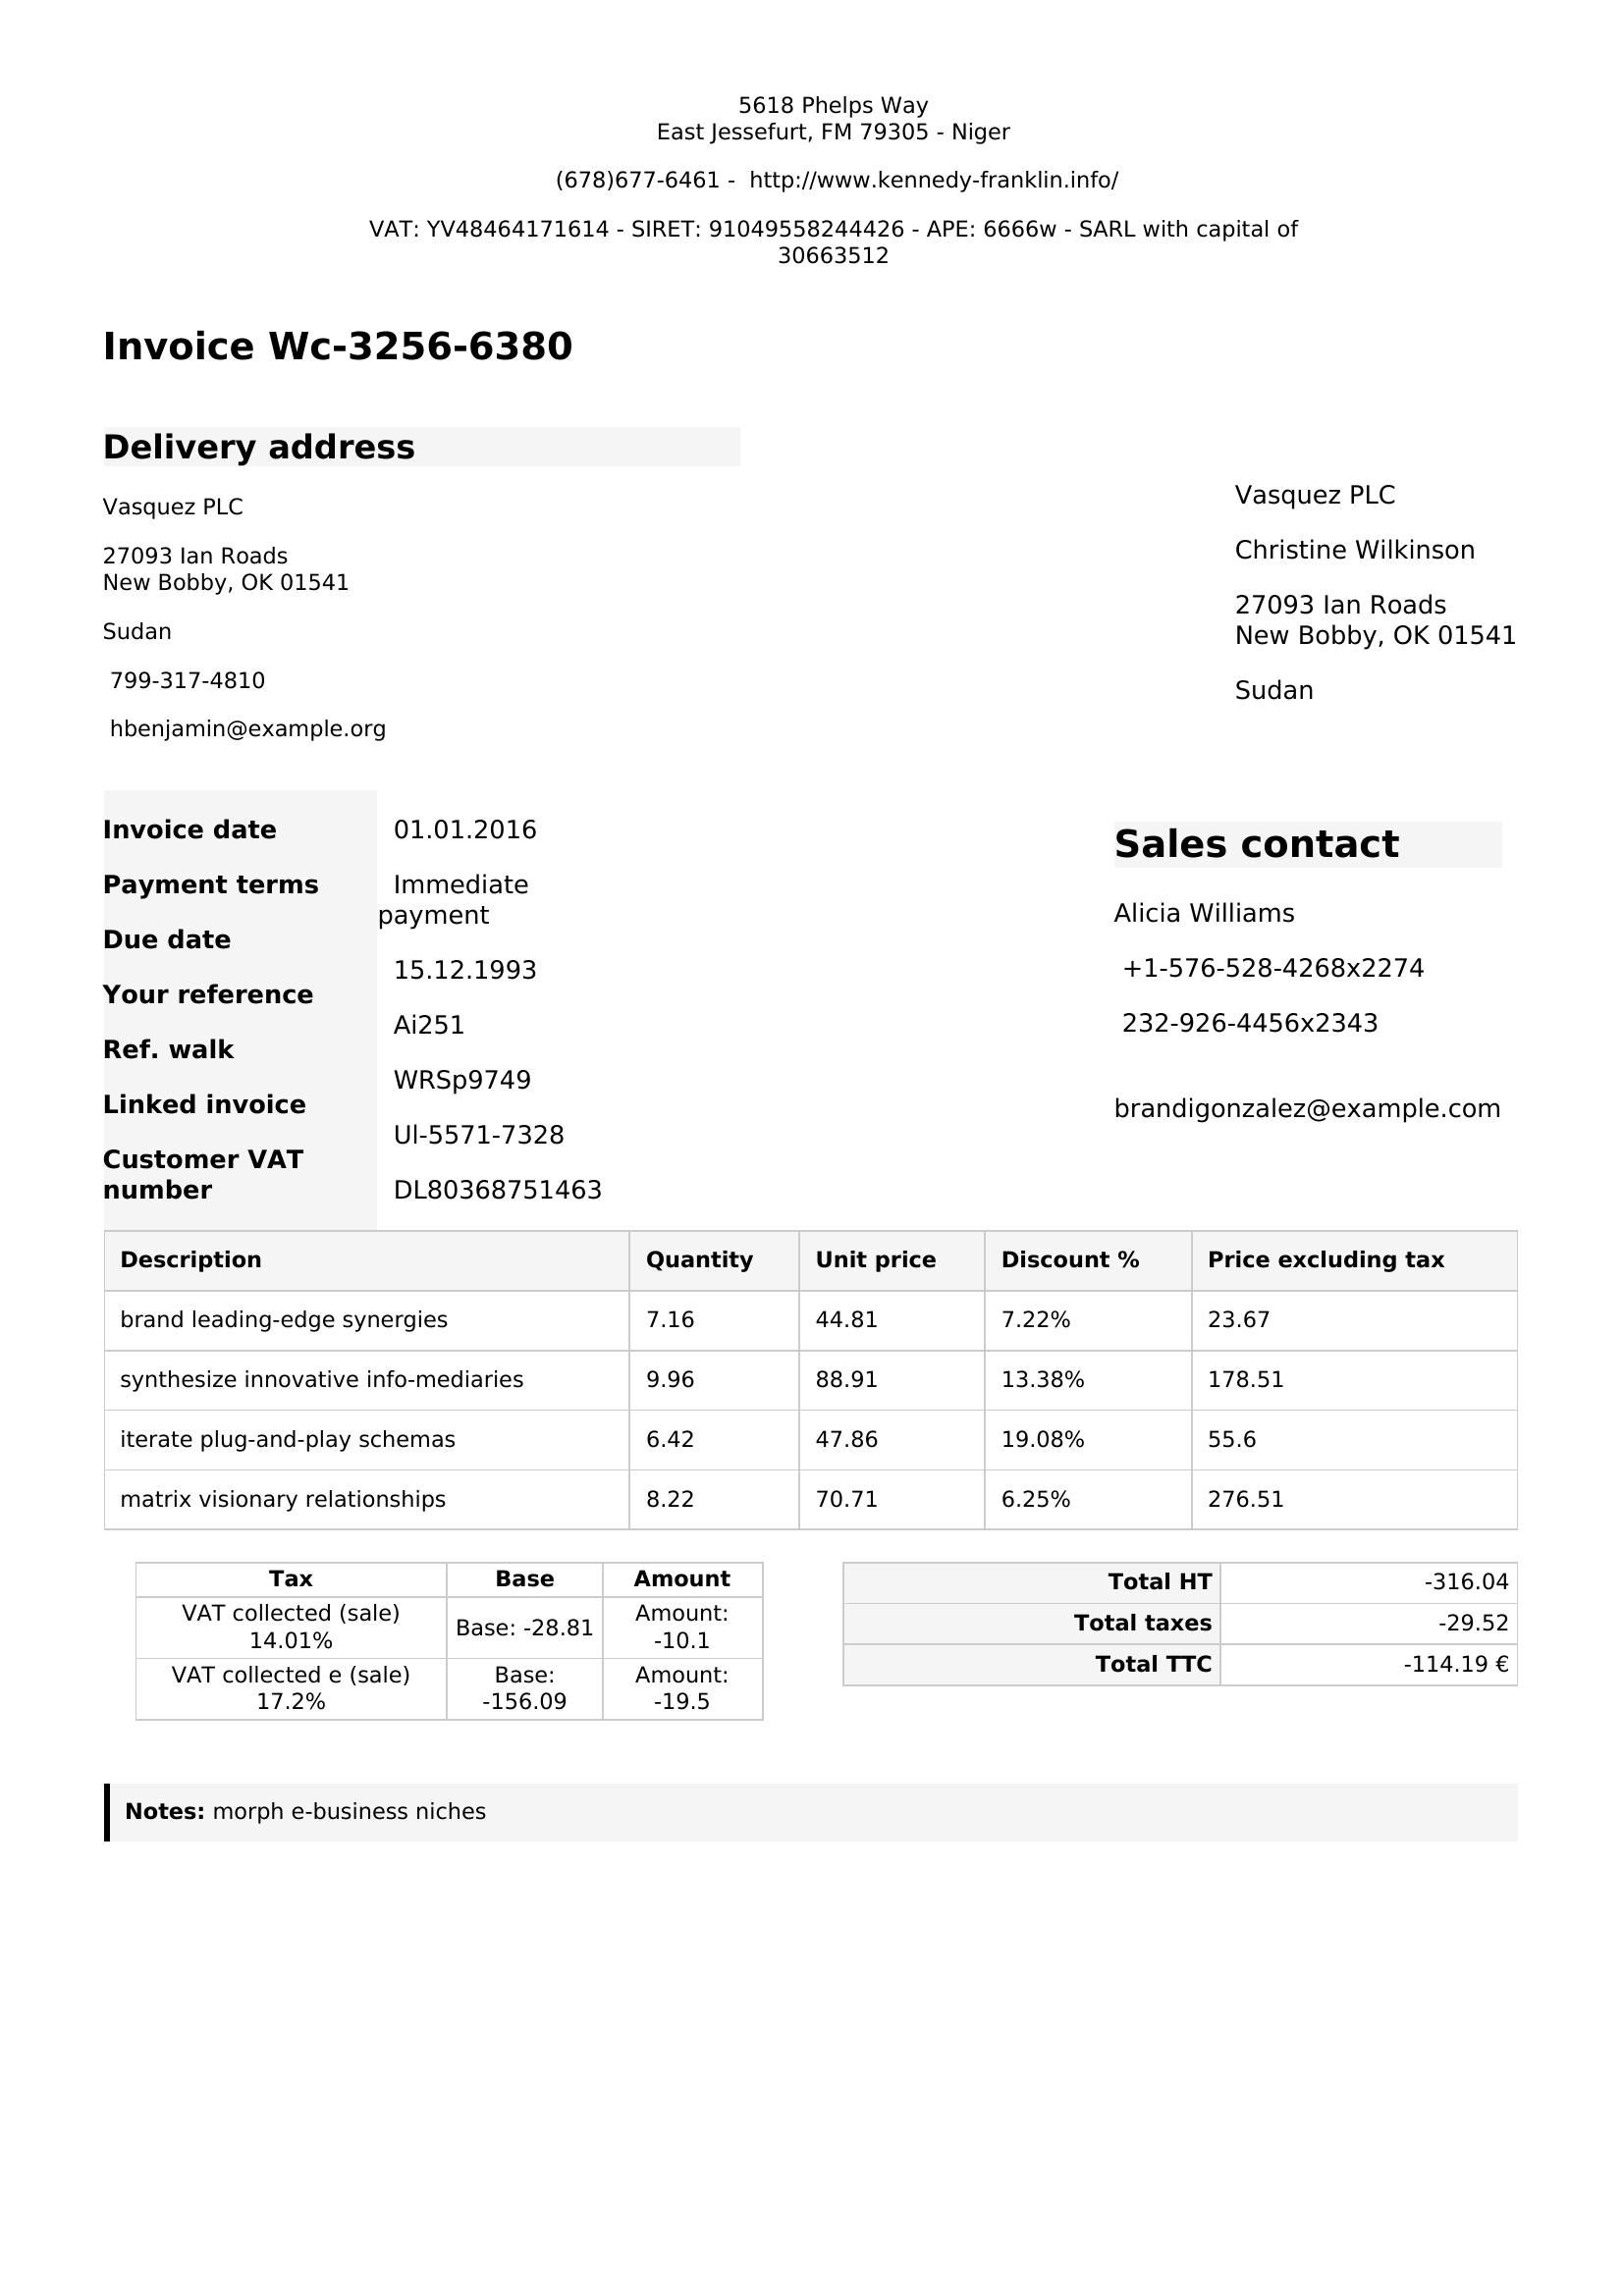 5618 Phelps Way
East Jessefurt, FM 79305 - Niger
(678)677-6461 -  http://www.kennedy-franklin.info/
VAT: YV48464171614 - SIRET: 91049558244426 - APE: 6666w - SARL with capital of
30663512
Invoice Wc-3256-6380
Delivery address
Vasquez PLC
27093 Ian Roads
New Bobby, OK 01541
Sudan
799-317-4810
hbenjamin@example.org
Vasquez PLC
Christine Wilkinson
27093 Ian Roads
New Bobby, OK 01541
Sudan
Invoice date
Payment terms
Due date
Your reference
Ref. walk
Linked invoice
Customer VAT
number
01.01.2016
Immediate
payment
15.12.1993
Ai251
WRSp9749
Ul-5571-7328
DL80368751463
Sales contact
Alicia Williams
+1-576-528-4268x2274
232-926-4456x2343
brandigonzalez@example.com
Description Quantity Unit price Discount % Price excluding tax
brand leading-edge synergies 7.16 44.81 7.22% 23.67
synthesize innovative info-mediaries 9.96 88.91 13.38% 178.51
iterate plug-and-play schemas 6.42 47.86 19.08% 55.6
matrix visionary relationships 8.22 70.71 6.25% 276.51
Tax Base Amount
VAT collected (sale)
14.01%
Base: -28.81
Amount:
-10.1
VAT collected e (sale)
17.2%
Base:
-156.09
Amount:
-19.5
Total HT -316.04
Total taxes -29.52
Total TTC -114.19 €
Notes: morph e-business niches